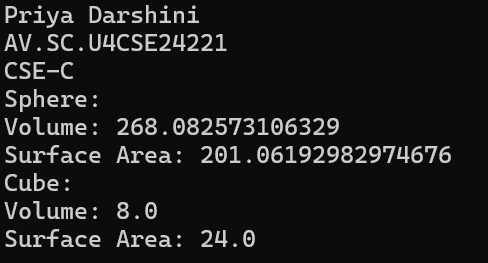 Priya Darshini
AV.SC.U4CSE24221
CSE-C
Sphere:
Volume: 268.082573106329
Surface Area: 201.06192982974676
Cube:
Volume: 8.0
Surface Area: 24.0